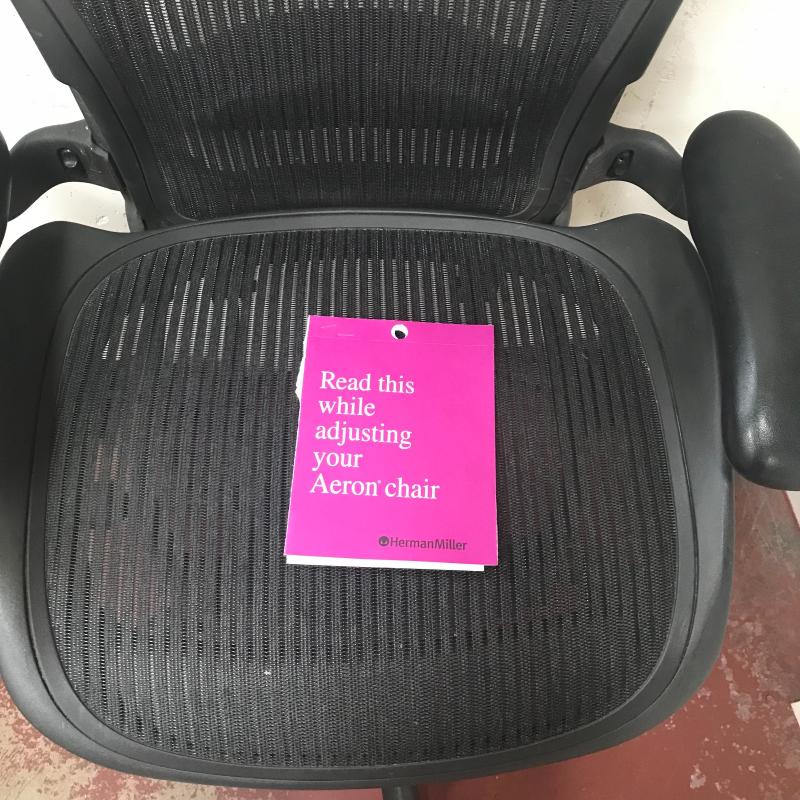 Read this
while
adjusting
your
Aeron® chair
HermanMiller